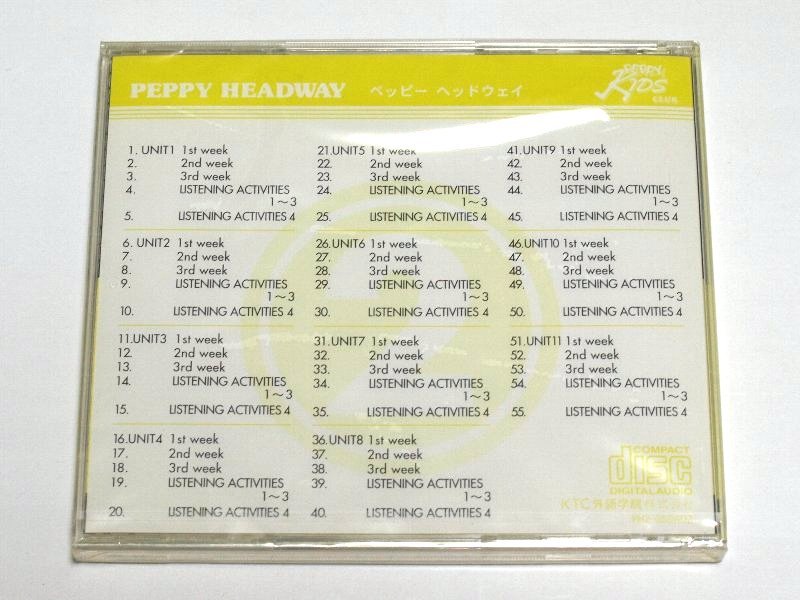 PEPPY HEADWAY ペッピー ヘッドウェイ
PEPPY
KIDS
CLUB
1. UNIT1 1st week
2. 2nd week
3. 3rd week
4. LISTENING ACTIVITIES
1～3
5. LISTENING ACTIVITIES 4
6. UNIT2 1st week
7. 2nd week
8. 3rd week
9. LISTENING ACTIVITIES
1～3
10. LISTENING ACTIVITIES 4
11. UNIT3 1st week
12. 2nd week
13. 3rd week
14. LISTENING ACTIVITIES
1～3
15. LISTENING ACTIVITIES 4
16. UNIT4 1st week
17. 2nd week
18. 3rd week
19. LISTENING ACTIVITIES
1～3
20. LISTENING ACTIVITIES 4
21. UNIT5 1st week
22. 2nd week
23. 3rd week
24. LISTENING ACTIVITIES
1～3
25. LISTENING ACTIVITIES 4
26. UNIT6 1st week
27. 2nd week
28. 3rd week
29. LISTENING ACTIVITIES
1～3
30. LISTENING ACTIVITIES 4
31. UNIT7 1st week
32. 2nd week
33. 3rd week
34. LISTENING ACTIVITIES
1～3
35. LISTENING ACTIVITIES 4
36. UNIT8 1st week
37. 2nd week
38. 3rd week
39. LISTENING ACTIVITIES
1～3
40. LISTENING ACTIVITIES 4
41. UNIT9 1st week
42. 2nd week
43. 3rd week
44. LISTENING ACTIVITIES
1～3
45. LISTENING ACTIVITIES 4
46. UNIT10 1st week
47. 2nd week
48. 3rd week
49. LISTENING ACTIVITIES
1～3
50. LISTENING ACTIVITIES 4
51. UNIT11 1st week
52. 2nd week
53. 3rd week
54. LISTENING ACTIVITIES
1～3
55. LISTENING ACTIVITIES 4
2
COMPACT
disc
DIGITAL AUDIO
KTC外語学院株式会社